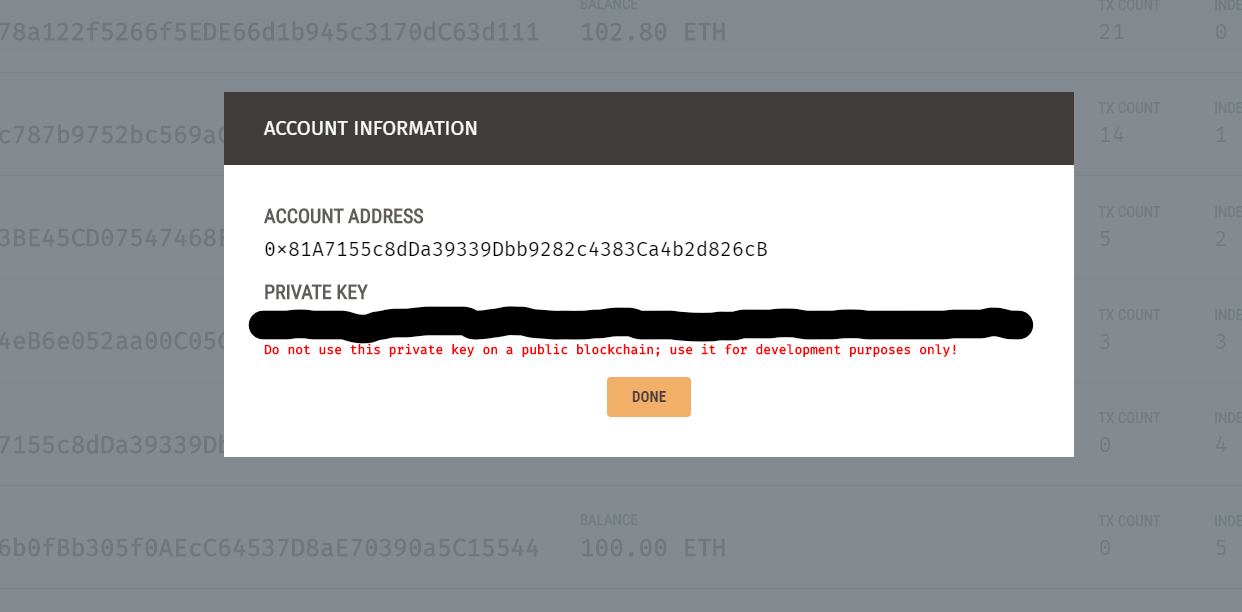 BALANCE TX COUNT INDE
78a122f5266f5EDE66d1b945c3170dC63d111 102.80 ETH 21 0
ACCOUNT INFORMATION
TX COUNT INDE
c787b9752bc569a 14 1
ACCOUNT ADDRESS
TX COUNT INDE
3BE45CD07547468 5 2
0x81A7155c8dDa39339Dbb9282c4383Ca4b2d826cB
PRIVATE KEY
TX COUNT INDE
4eB6e052aa00C05 3 3
Do not use this private key on a public blockchain; use it for development purposes only!
DONE
TX COUNT INDE
7155c8dDa39339D 0 4
BALANCE TX COUNT INDE
6b0fBb305f0AEcC64537D8aE70390a5C15544 100.00 ETH 0 5